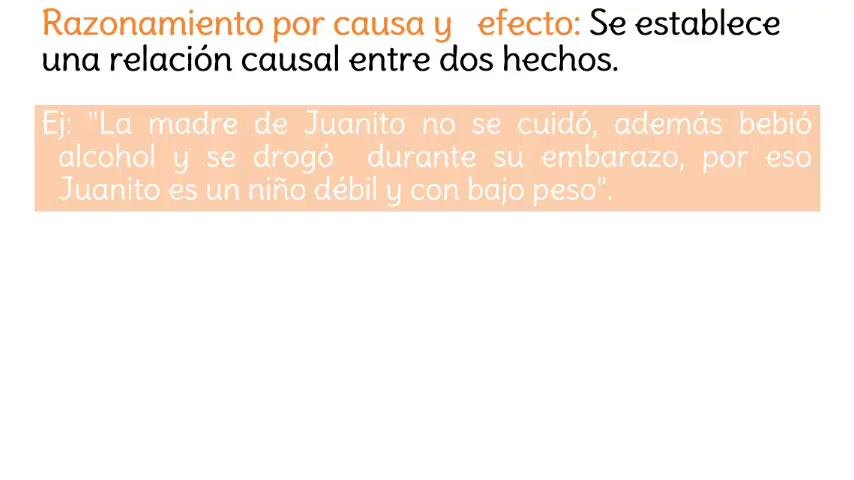 Razonamiento por causa y efecto: Se establece
una relación causal entre dos hechos.
Ej: "La madre de Juanito no se cuidó, además bebió
alcohol y se drogó durante su embarazo, por eso
Juanito es un niño débil y con bajo peso".